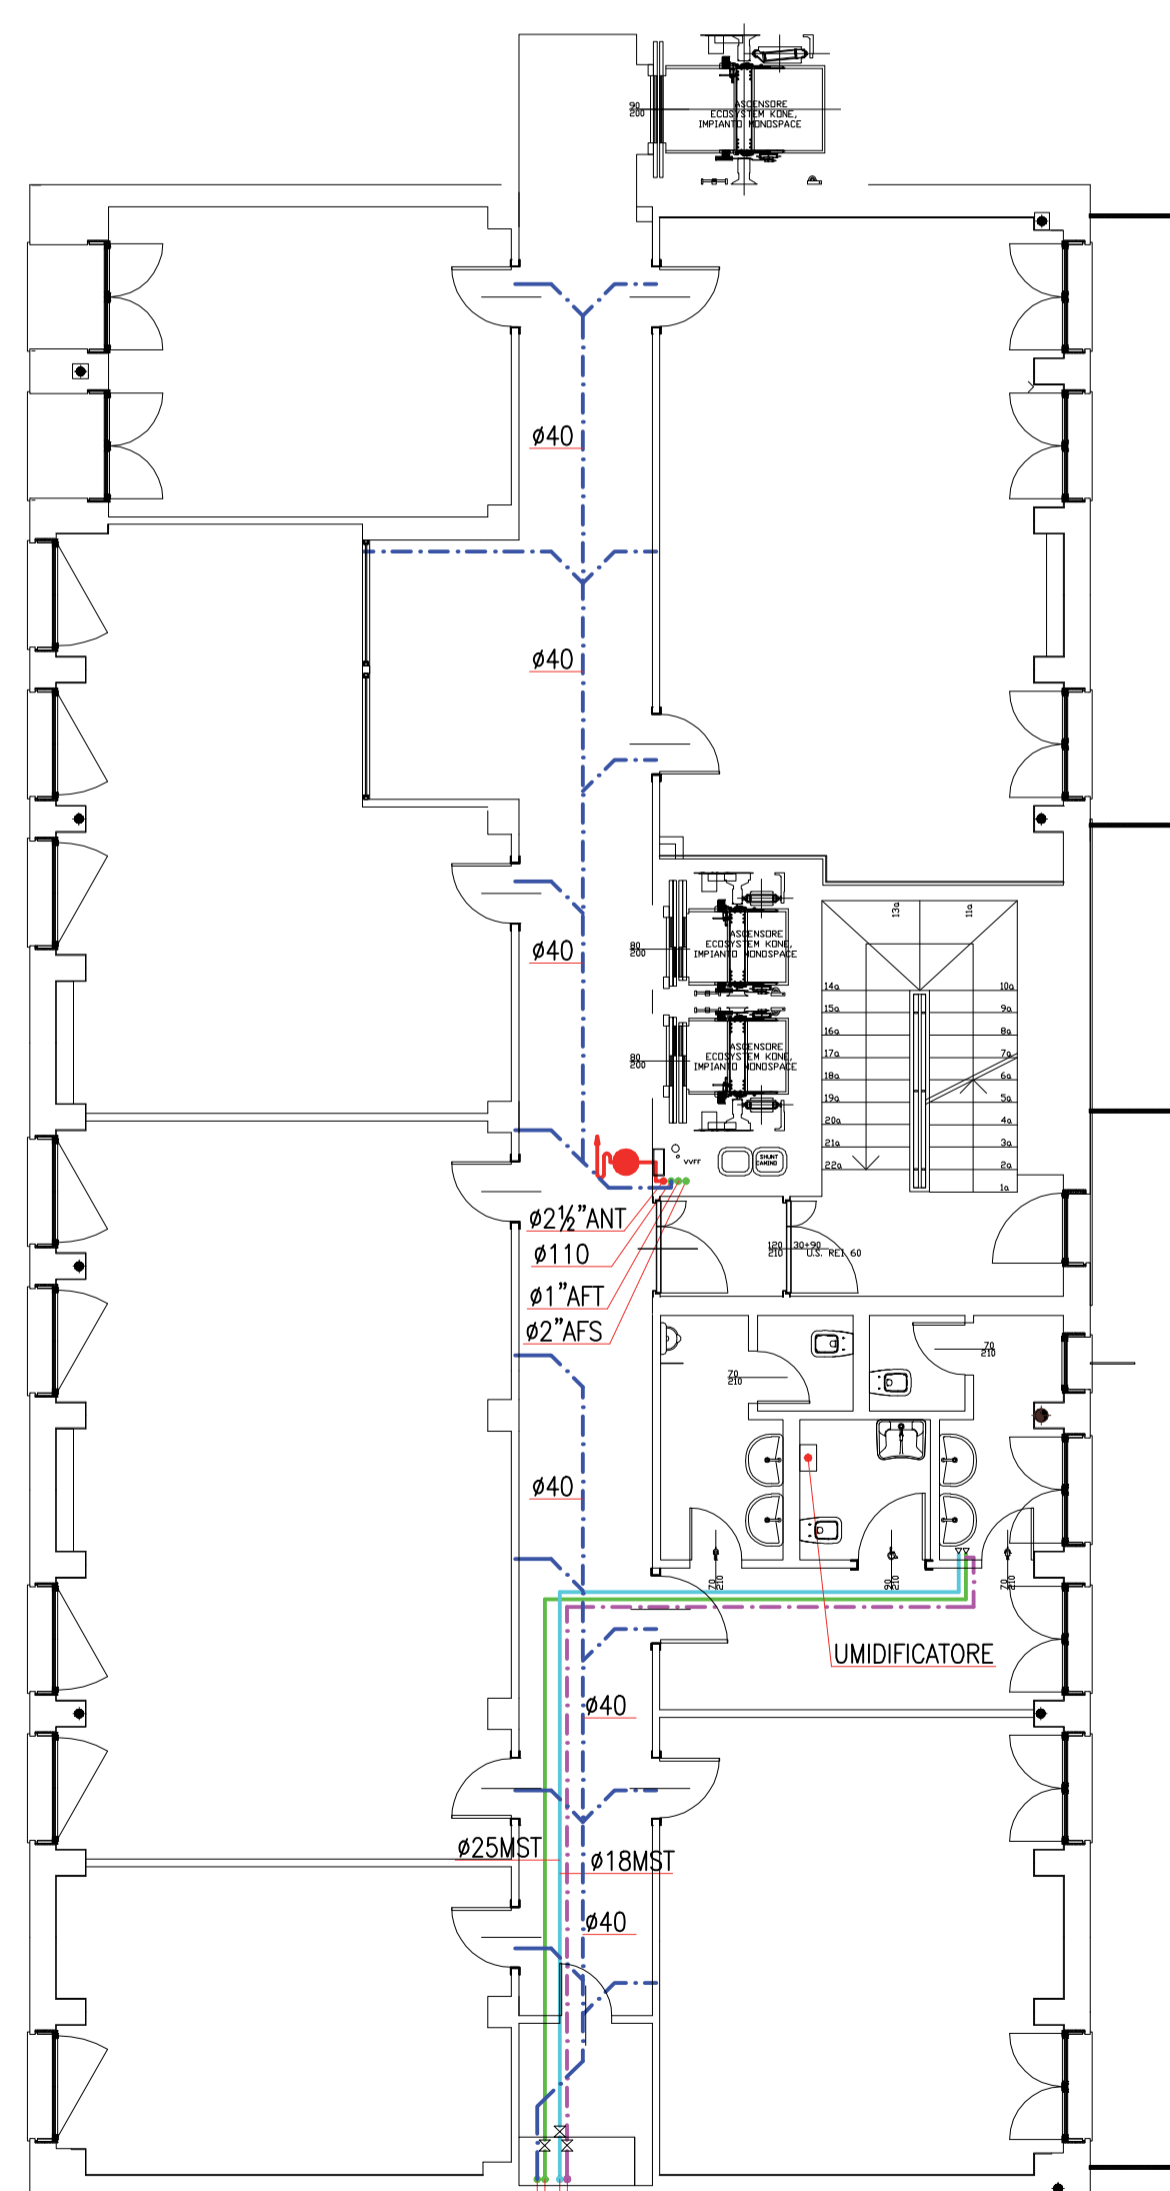 90
200
ASCENSORE
ECOSYSTEM KONE,
IMPIANTO MONOSPACE
ø40
ø40
ø40
80
200
ASCENSORE
ECOSYSTEM KONE,
IMPIANTO MONOSPACE
80
200
ASCENSORE
ECOSYSTEM KONE,
IMPIANTO MONOSPACE
13a
11a
14a
10a
15a
9a
16a
8a
17a
7a
18a
6a
19a
5a
20a
4a
21a
3a
22a
2a
1a
VVFF
SHUNT
CAMINO
ø2½"ANT
ø110
ø1"AFT
ø2"AFS
120
210
30+90
U.S. REI 60
70
210
70
210
ø40
70
210
90
210
70
210
UMIDIFICATORE
ø40
ø25MST
ø18MST
ø40